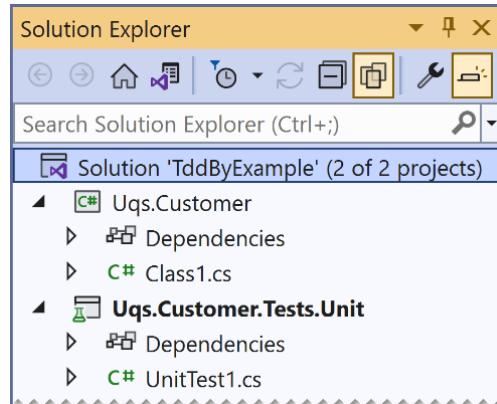 Solution Explorer
Search Solution Explorer (Ctrl+;)
Solution 'TddByExample' (2 of 2 projects)
C# Uqs.Customer
Dependencies
C# Class1.cs
Uqs.Customer.Tests.Unit
Dependencies
C# UnitTest1.cs